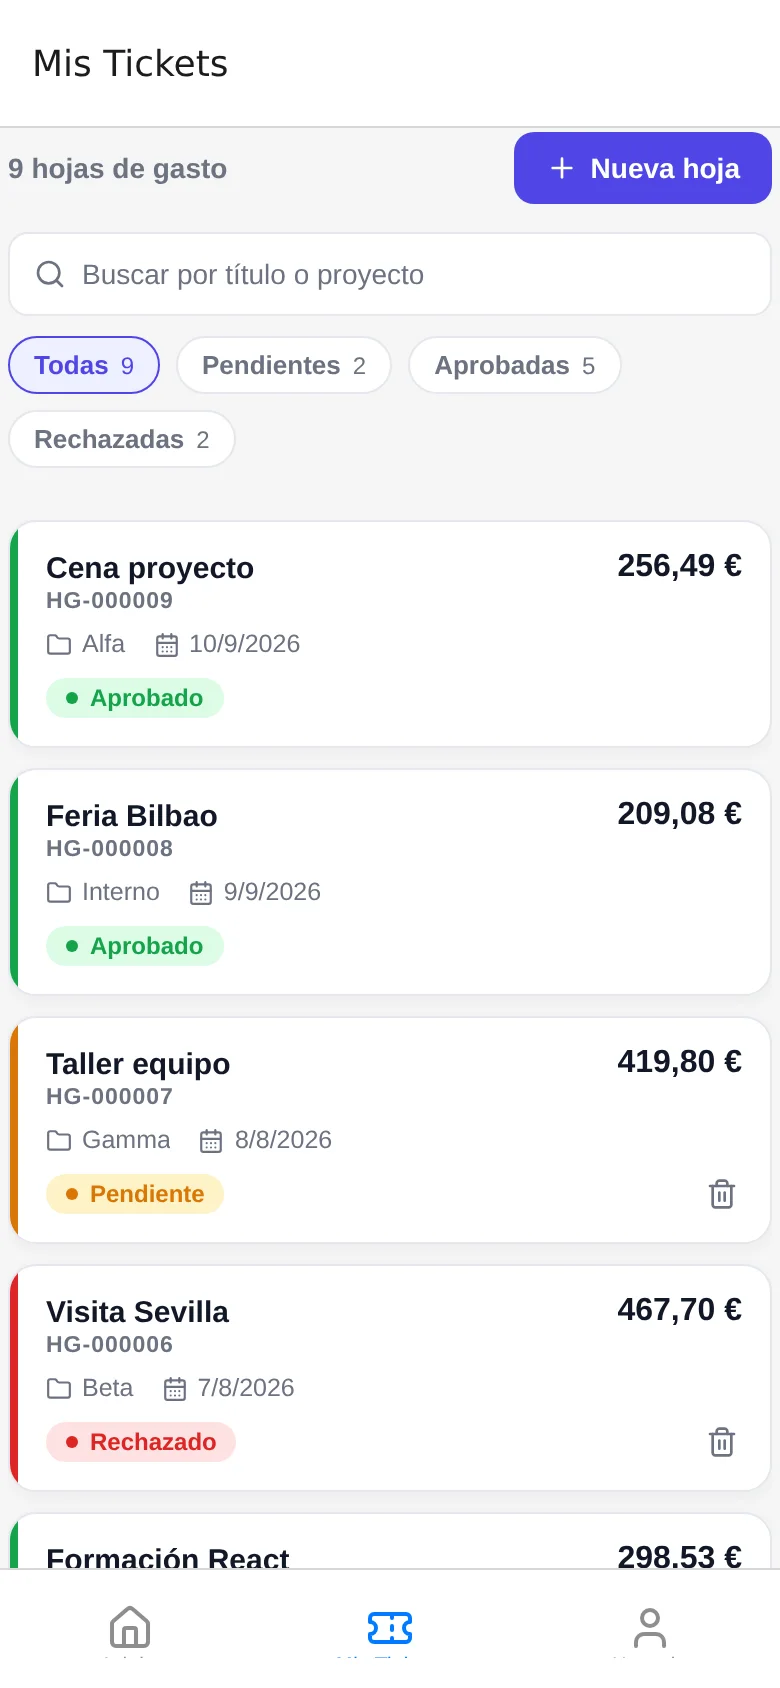 Mis Tickets
9 hojas de gasto
Nueva hoja
Buscar por título o proyecto
Todas 9
Pendientes 2
Aprobadas 5
Rechazadas 2
Cena proyecto
256,49 €
HG-000009
Alfa
10/9/2026
Aprobado
Feria Bilbao
209,08 €
HG-000008
Interno
9/9/2026
Aprobado
Taller equipo
419,80 €
HG-000007
Gamma
8/8/2026
Pendiente
Visita Sevilla
467,70 €
HG-000006
Beta
7/8/2026
Rechazado
Formación React
298,53 €